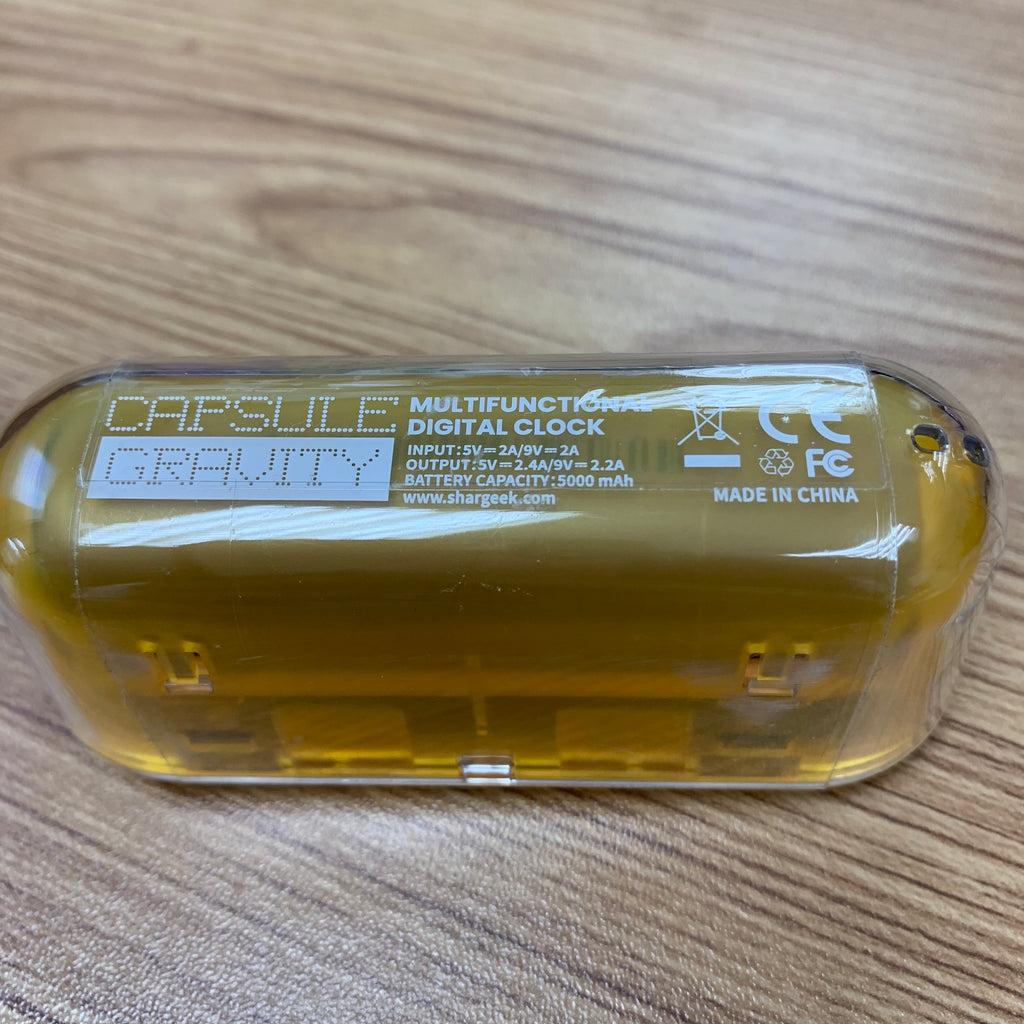 CAPSULE
GRAVITY
MULTIFUNCTIONAL
DIGITAL CLOCK
INPUT:5V⎓2A/9V⎓2A
OUTPUT:5V⎓2.4A/9V⎓2.2A
BATTERY CAPACITY:5000 mAh
www.shargeek.com
CE
FC
MADE IN CHINA